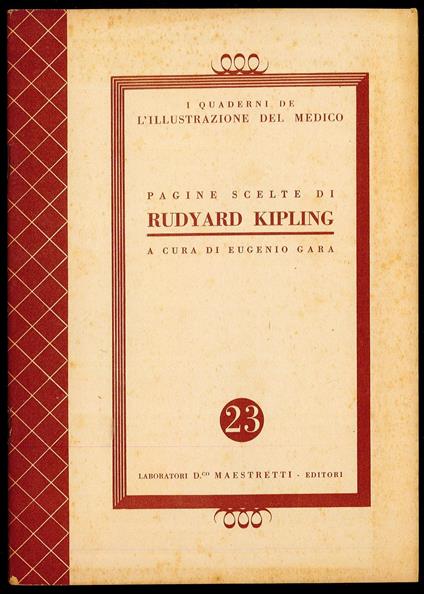 I QUADERNI DE
L'ILLUSTRAZIONE DEL MEDICO
PAGINE SCELTE DI
RUDYARD KIPLING
A CURA DI EUGENIO GARA
23
LABORATORI D.CO MAESTRETTI - EDITORI